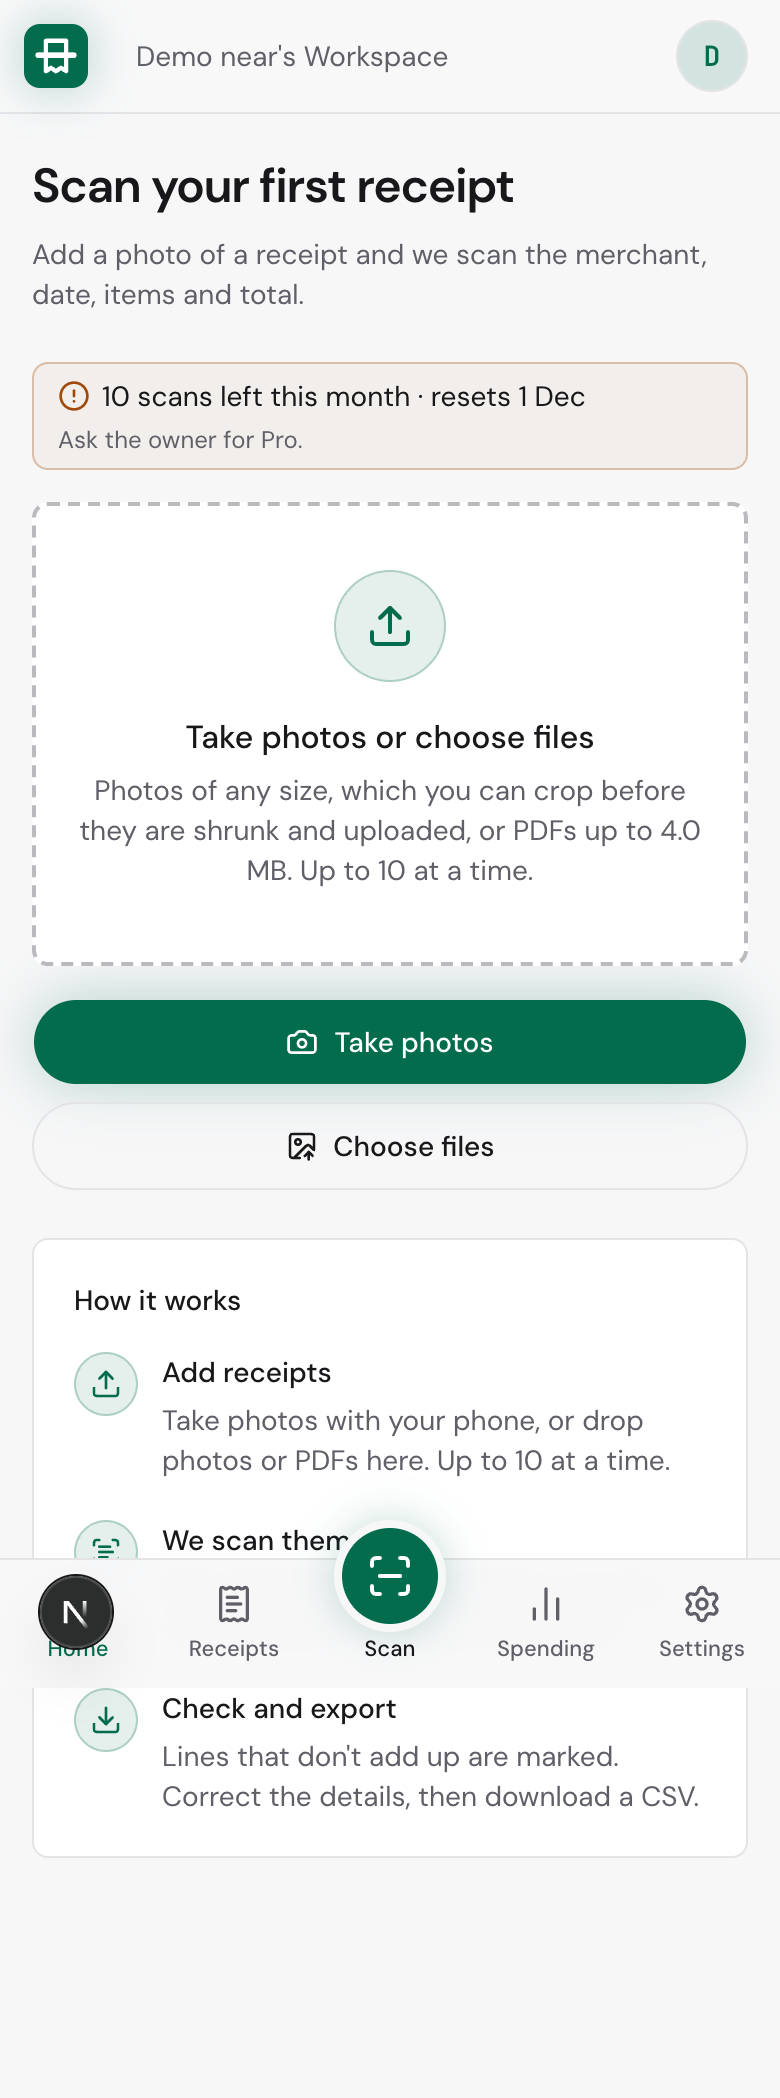 Demo near's Workspace
D
Scan your first receipt
Add a photo of a receipt and we scan the merchant,
date, items and total.
10 scans left this month · resets 1 Dec
Ask the owner for Pro.
Take photos or choose files
Photos of any size, which you can crop before
they are shrunk and uploaded, or PDFs up to 4.0
MB. Up to 10 at a time.
Take photos
Choose files
How it works
Add receipts
Take photos with your phone, or drop
photos or PDFs here. Up to 10 at a time.
We scan them
N
Home
Receipts
Scan
Spending
Settings
Check and export
Lines that don't add up are marked.
Correct the details, then download a CSV.